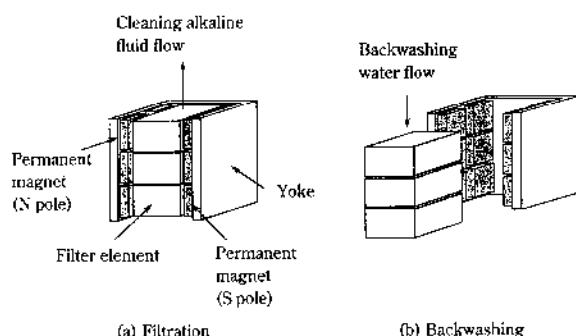 Cleaning alkaline
fluid flow
Permanent
magnet
(N pole)
Filter element
Yoke
Permanent
magnet
(S pole)
(a) Filtration
Backwashing
water flow
(b) Backwashing